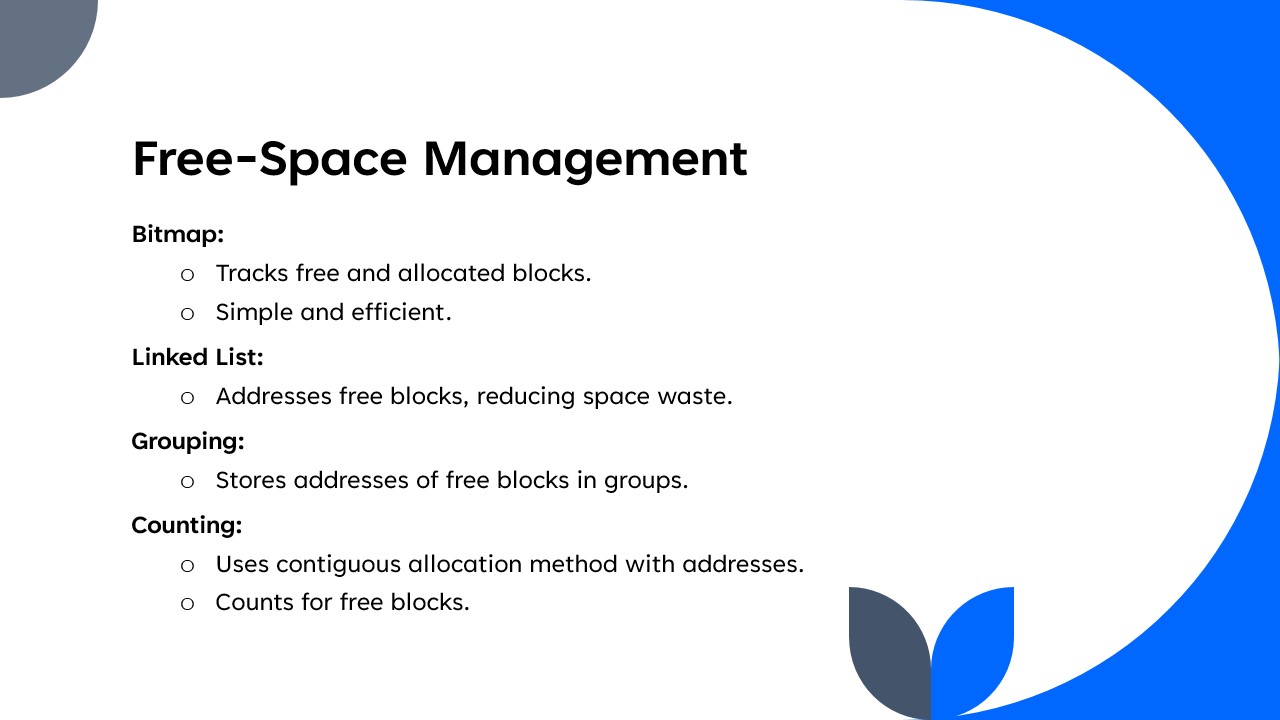 Free-Space Management
Bitmap:
○ Tracks free and allocated blocks.
○ Simple and efficient.
Linked List:
○ Addresses free blocks, reducing space waste.
Grouping:
○ Stores addresses of free blocks in groups.
Counting:
○ Uses contiguous allocation method with addresses.
○ Counts for free blocks.